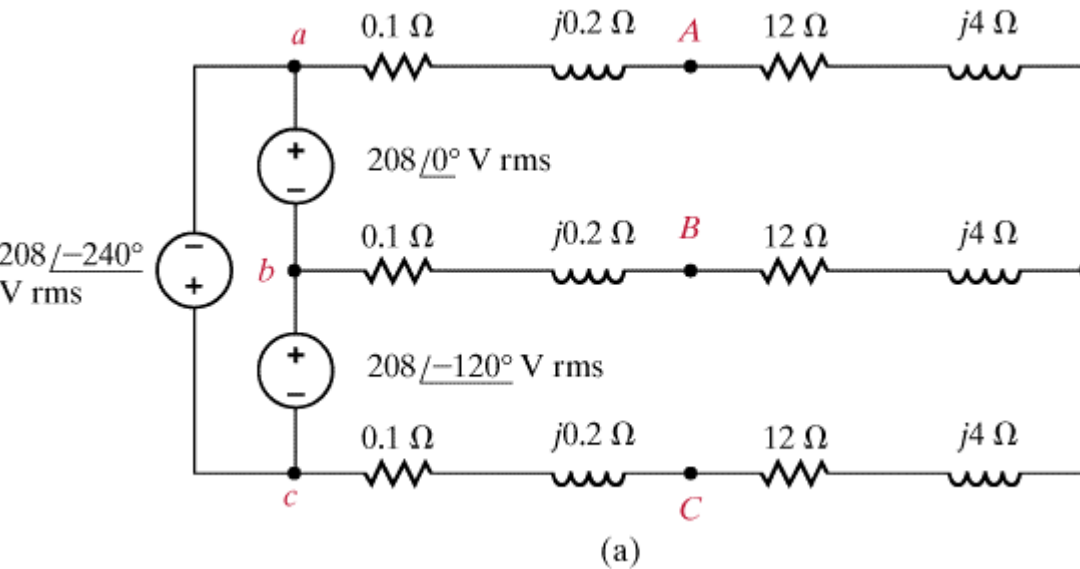 a 0.1 Ω j0.2 Ω A 12 Ω j4 Ω
+
208/0° V rms
−
0.1 Ω j0.2 Ω B 12 Ω j4 Ω
208/−240°
V rms
−
+
b
+
208/−120° V rms
−
0.1 Ω j0.2 Ω 12 Ω j4 Ω
c C
(a)